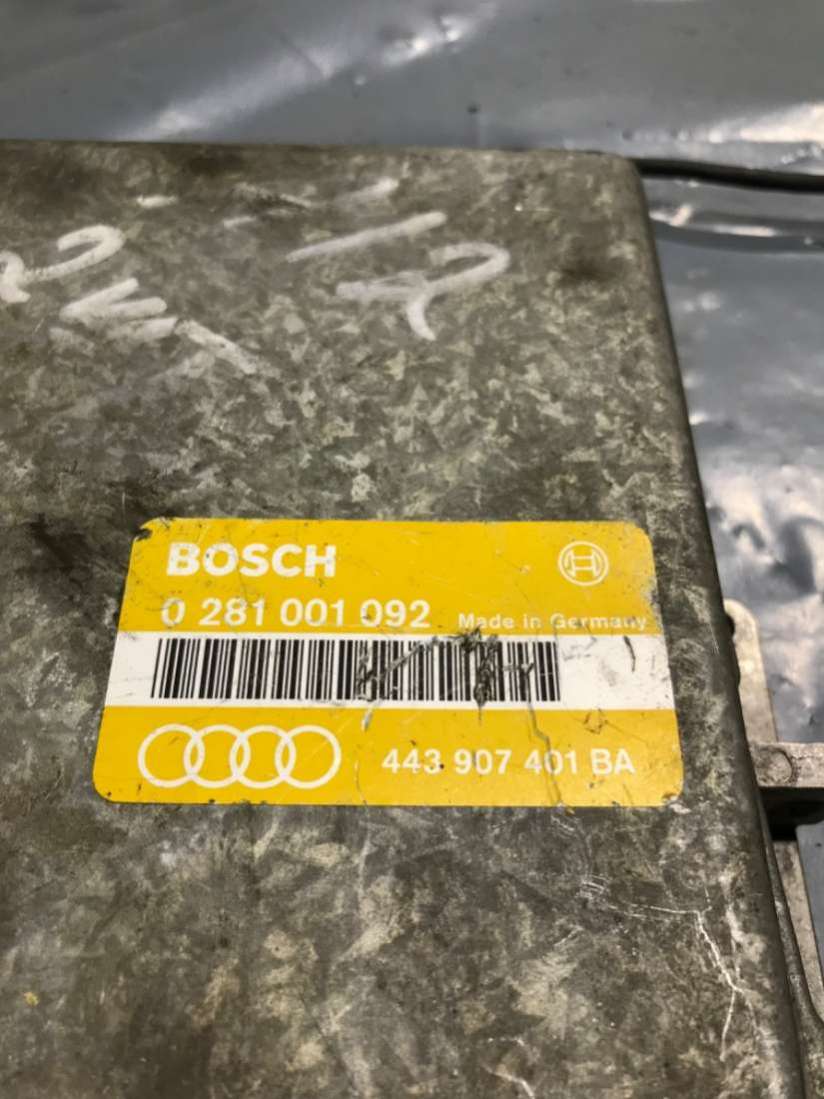 BOSCH
0 281 001 092 Made in Germany
443 907 401 BA